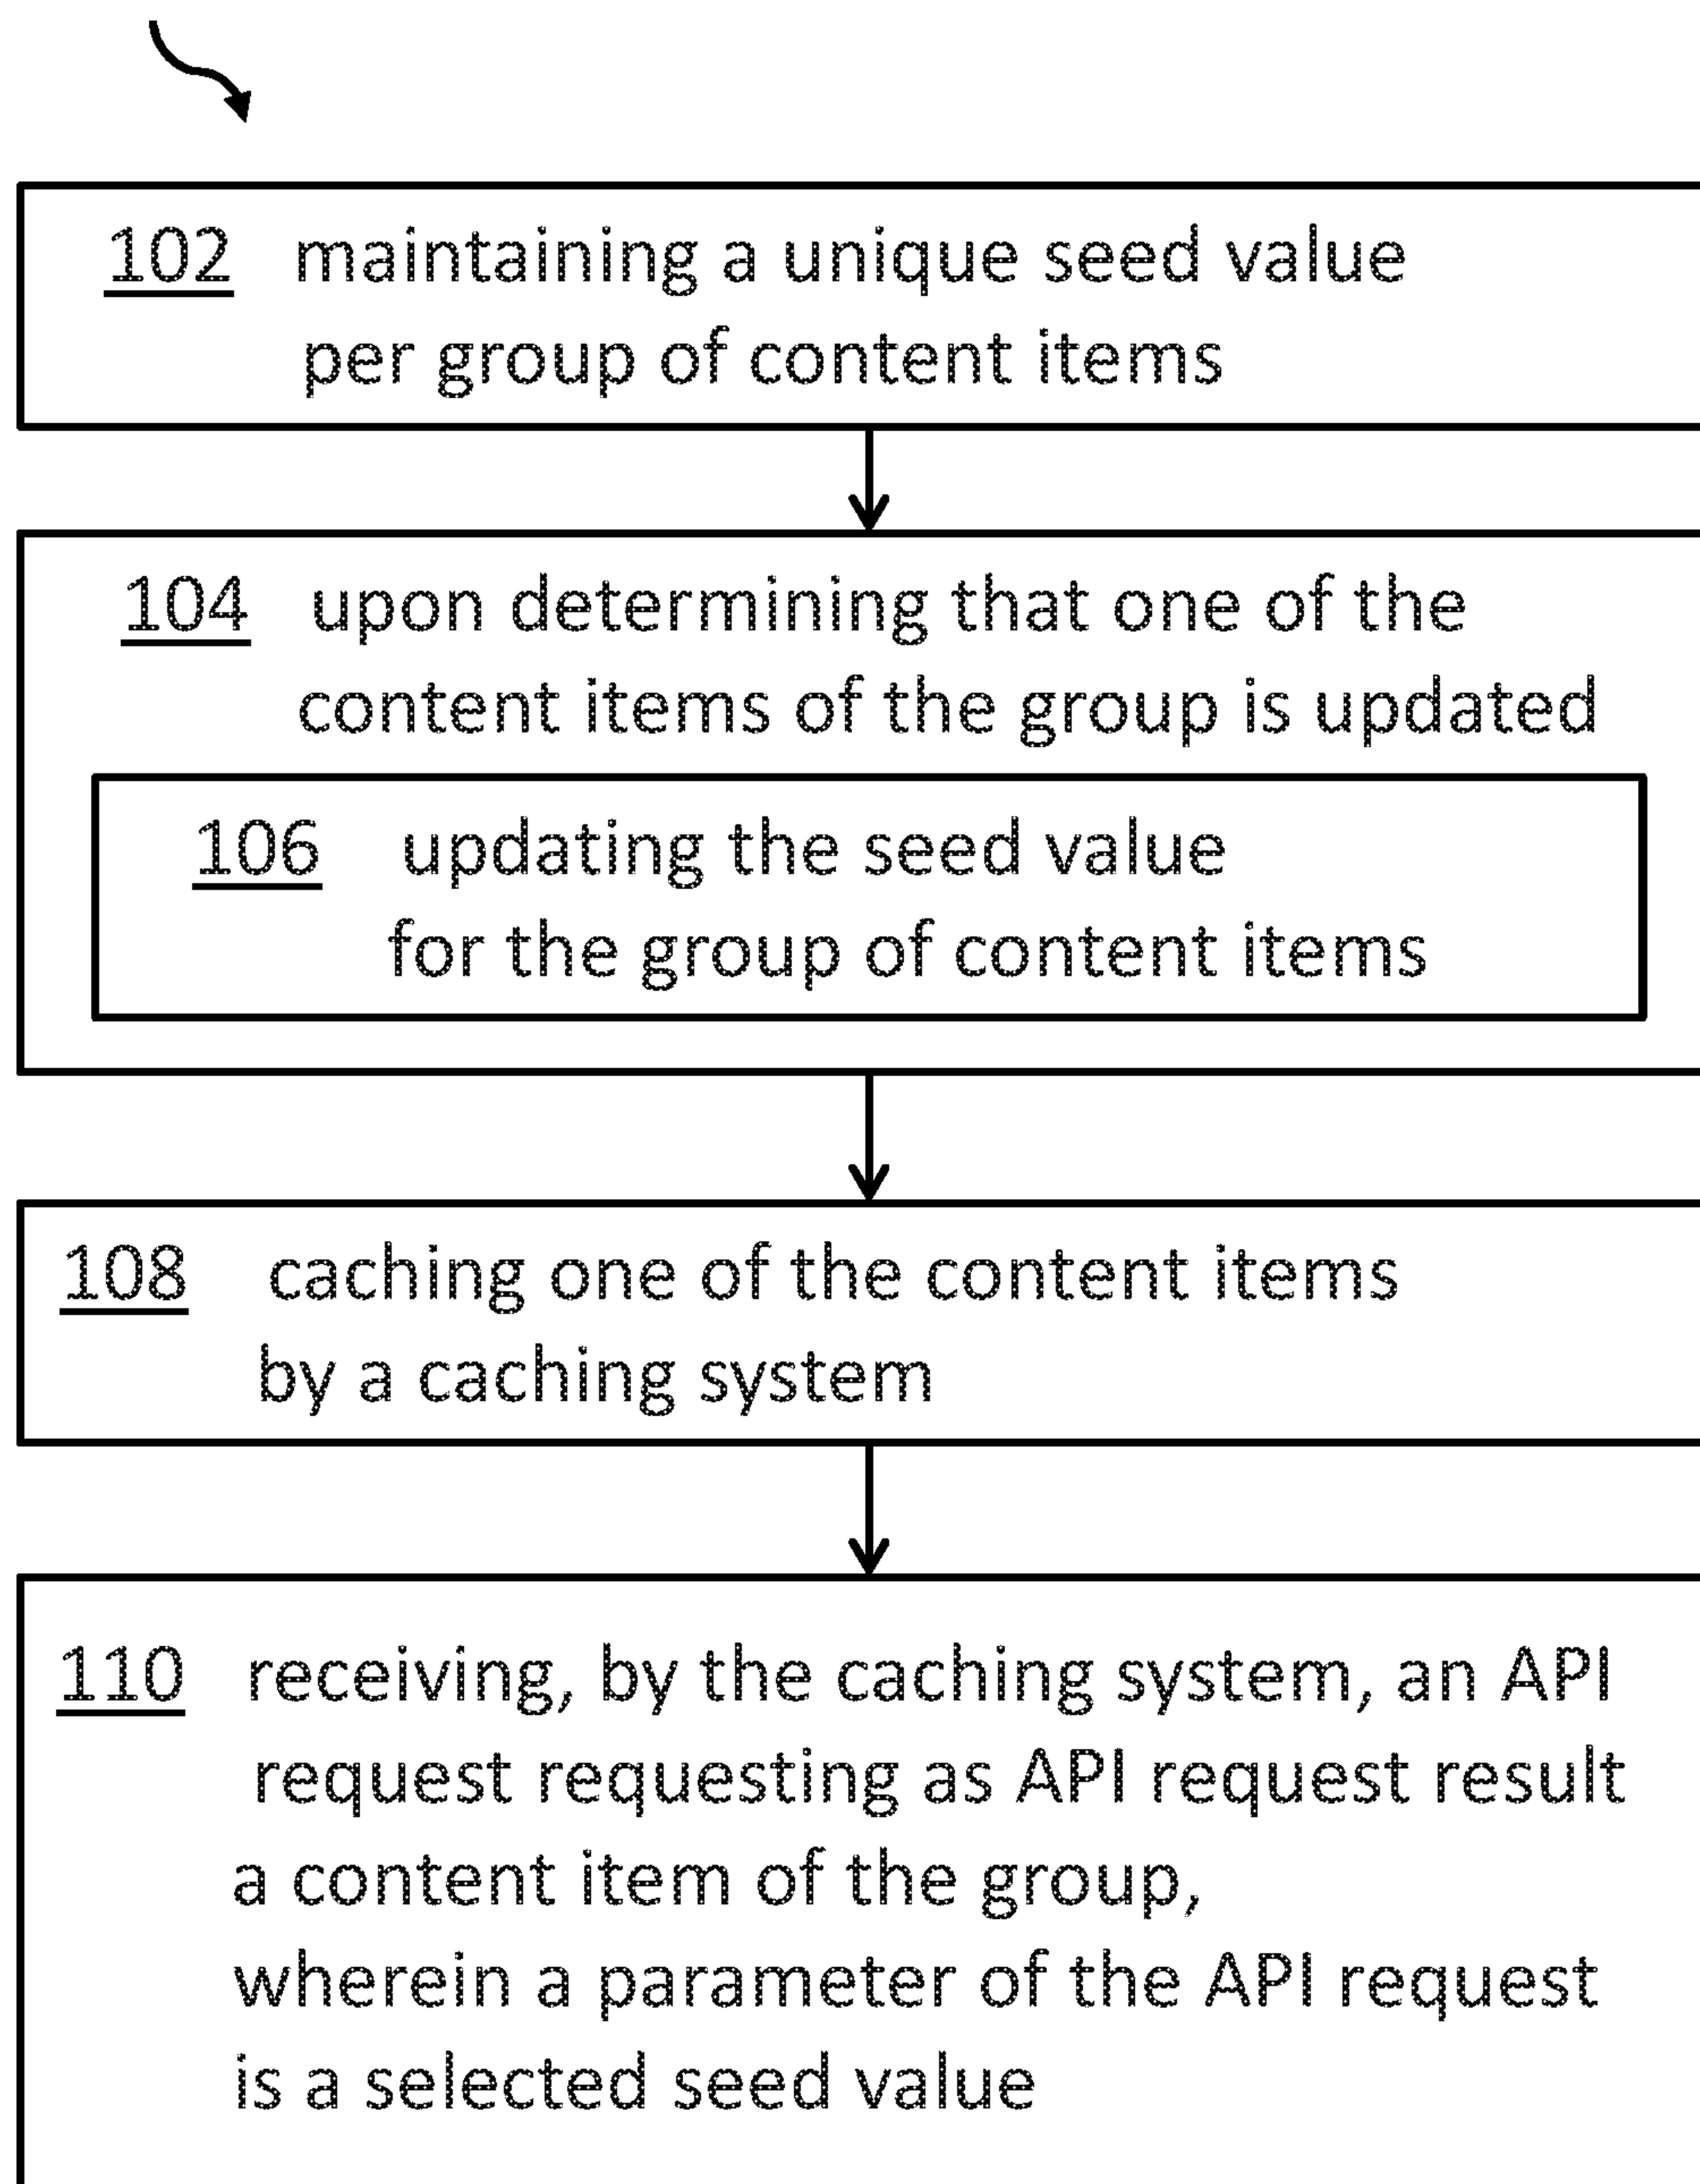 102 maintaining a unique seed value
per group of content items
104 upon determining that one of the
content items of the group is updated
106 updating the seed value
for the group of content items
108 caching one of the content items
by a caching system
110 receiving, by the caching system, an API
request requesting as API request result
a content item of the group,
wherein a parameter of the API request
is a selected seed value